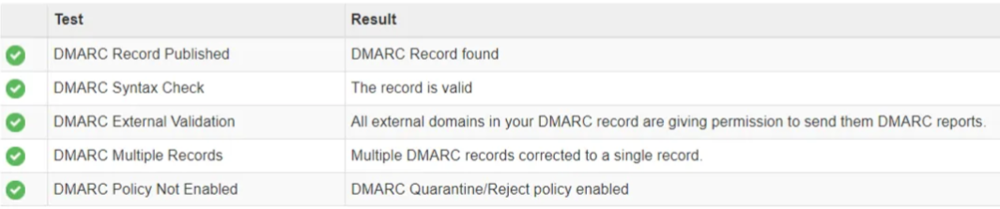 Test Result
DMARC Record Published DMARC Record found
DMARC Syntax Check The record is valid
DMARC External Validation All external domains in your DMARC record are giving permission to send them DMARC reports.
DMARC Multiple Records Multiple DMARC records corrected to a single record.
DMARC Policy Not Enabled DMARC Quarantine/Reject policy enabled